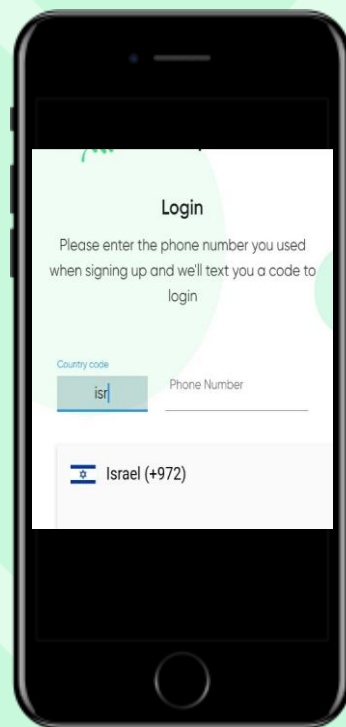 Login
Please enter the phone number you used
when signing up and we'll text you a code to
login
Country code
isr
Phone Number
Israel (+972)